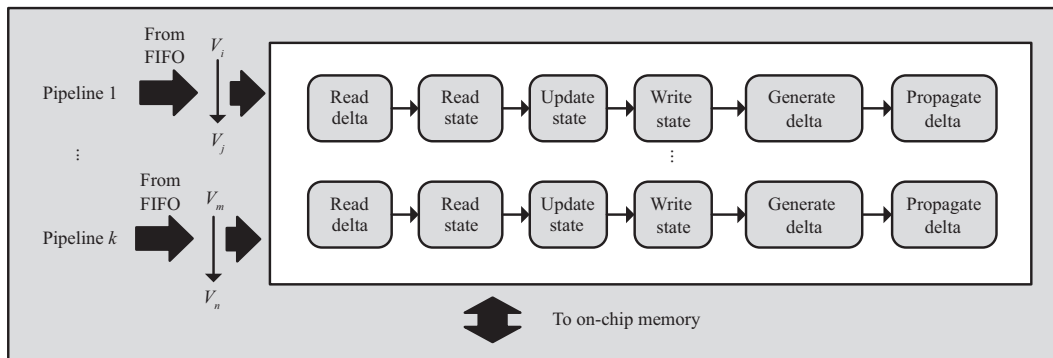 From
FIFO
V_i
Pipeline 1
V_j
Read
delta
Read
state
Update
state
Write
state
Generate
delta
Propagate
delta
⋮
⋮
From
FIFO
V_m
Pipeline k
V_n
Read
delta
Read
state
Update
state
Write
state
Generate
delta
Propagate
delta
To on-chip memory